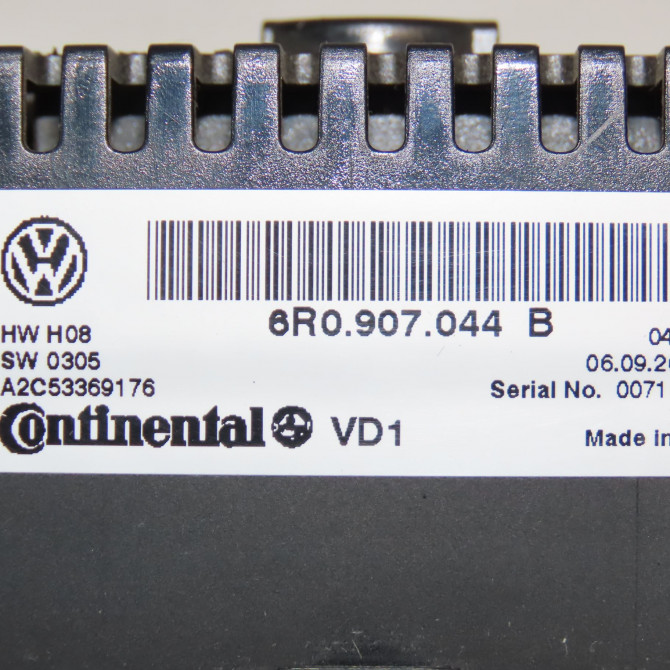 6R0.907.044 B
HW H08
04
SW 0305
06.09.20
A2C53369176
Serial No. 0071
Continental VD1
Made in